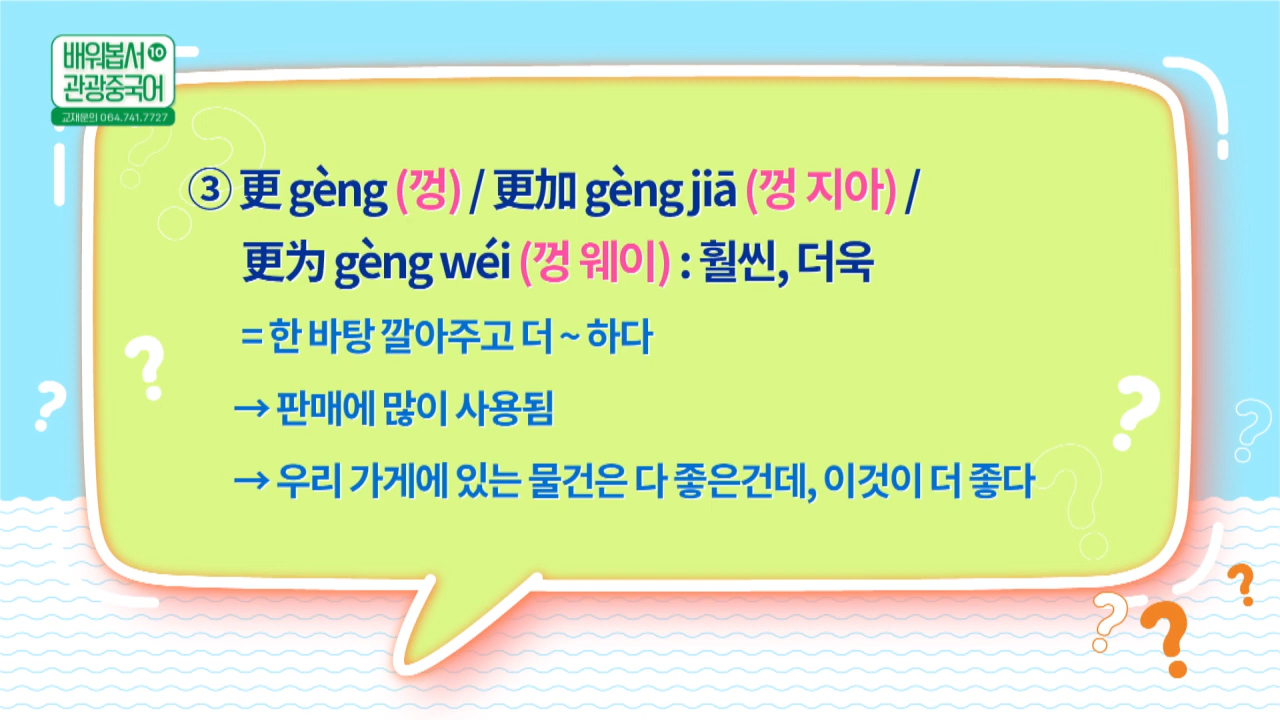 배워봅서 10
관광중국어
교재문의 064.741.7727
③ 更 gèng (껑) / 更加 gèng jiā (껑 지아) /
更为 gèng wéi (껑 웨이) : 훨씬, 더욱
= 한 바탕 깔아주고 더 ~ 하다
→ 판매에 많이 사용됨
→ 우리 가게에 있는 물건은 다 좋은건데, 이것이 더 좋다